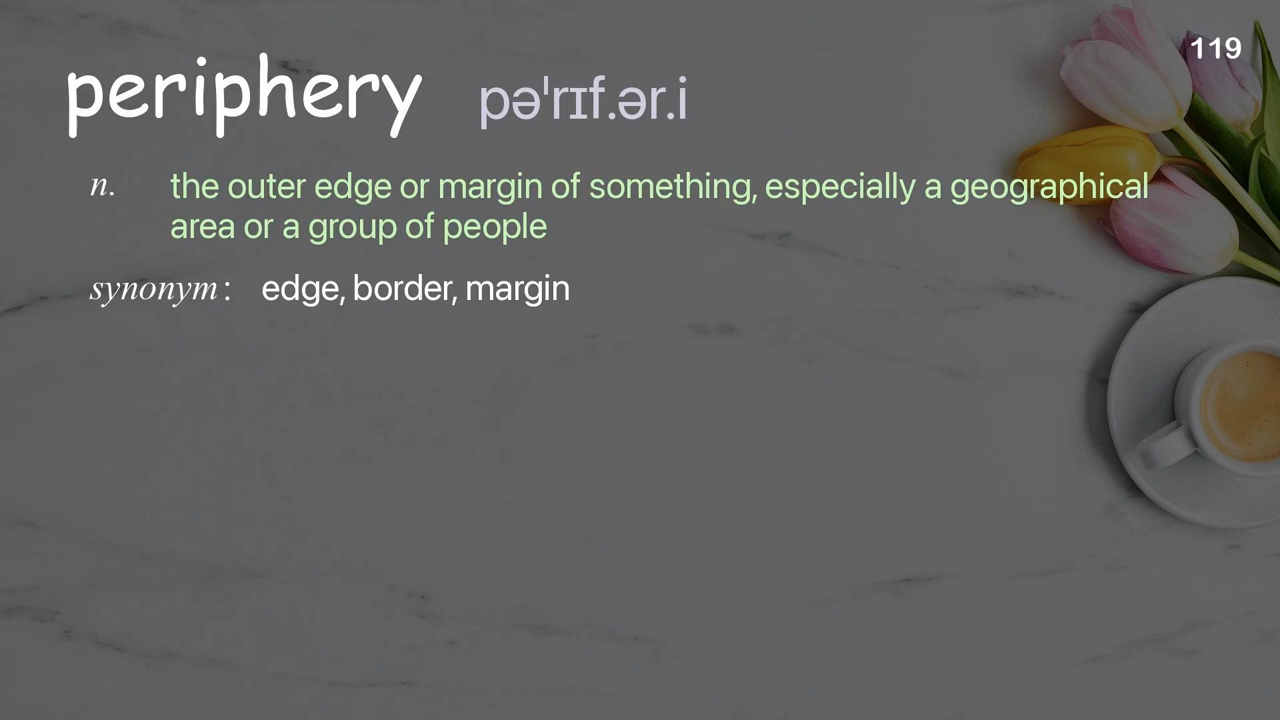 119
periphery pəˈrɪf.ər.i
n. the outer edge or margin of something, especially a geographical
area or a group of people
synonym: edge, border, margin